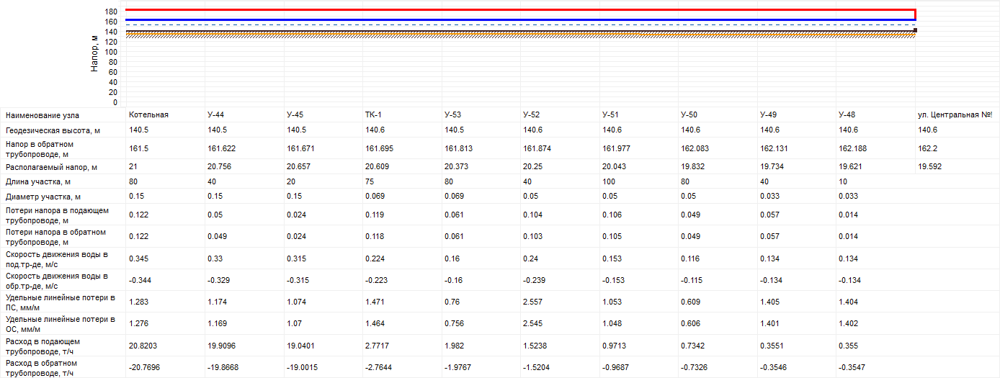 180
160
140
120
100
80
60
40
20
0
Напор, м
Наименование узла Котельная У-44 У-45 ТК-1 У-53 У-52 У-51 У-50 У-49 У-48 ул. Центральная №!
Геодезическая высота, м 140.5 140.5 140.5 140.6 140.5 140.6 140.6 140.6 140.6 140.6 140.6
Напор в обратном
трубопроводе, м 161.5 161.622 161.671 161.695 161.813 161.874 161.977 162.083 162.131 162.188 162.2
Располагаемый напор, м 21 20.756 20.657 20.609 20.373 20.25 20.043 19.832 19.734 19.621 19.592
Длина участка, м 80 40 20 75 80 40 100 80 40 10
Диаметр участка, м 0.15 0.15 0.15 0.069 0.069 0.05 0.05 0.05 0.033 0.033
Потери напора в подающем
трубопроводе, м 0.122 0.05 0.024 0.119 0.061 0.104 0.106 0.049 0.057 0.014
Потери напора в обратном
трубопроводе, м 0.122 0.049 0.024 0.118 0.061 0.103 0.105 0.049 0.057 0.014
Скорость движения воды в
под.тр-де, м/с 0.345 0.33 0.315 0.224 0.16 0.24 0.153 0.116 0.134 0.134
Скорость движения воды в
обр.тр-де, м/с -0.344 -0.329 -0.315 -0.223 -0.16 -0.239 -0.153 -0.115 -0.134 -0.134
Удельные линейные потери в
ПС, мм/м 1.283 1.174 1.074 1.471 0.76 2.557 1.053 0.609 1.405 1.404
Удельные линейные потери в
ОС, мм/м 1.276 1.169 1.07 1.464 0.756 2.545 1.048 0.606 1.401 1.402
Расход в подающем
трубопроводе, т/ч 20.8203 19.9096 19.0401 2.7717 1.982 1.5238 0.9713 0.7342 0.3551 0.355
Расход в обратном
трубопроводе, т/ч -20.7696 -19.8668 -19.0015 -2.7644 -1.9767 -1.5204 -0.9687 -0.7326 -0.3546 -0.3547